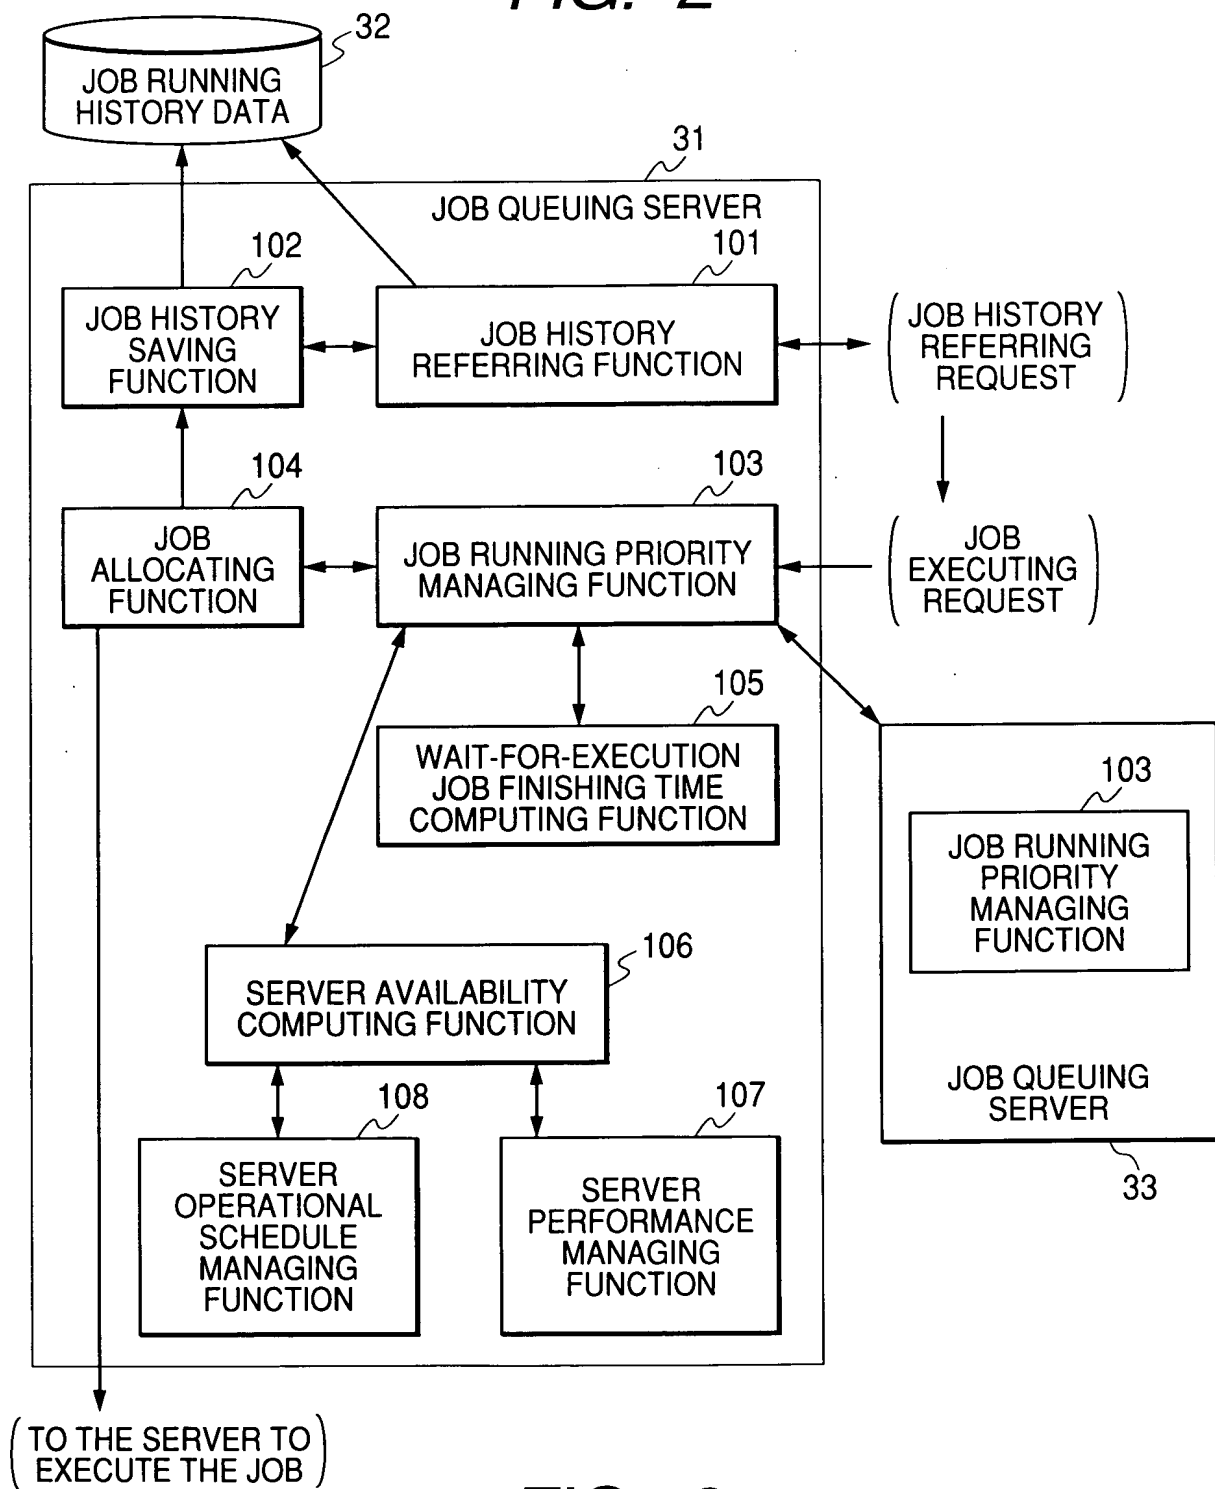 FIG. 2
32
JOB RUNNING
HISTORY DATA
31
JOB QUEUING SERVER
102
101
JOB HISTORY
SAVING
FUNCTION
JOB HISTORY
REFERRING FUNCTION
(JOB HISTORY
REFERRING
REQUEST)
104
103
JOB
ALLOCATING
FUNCTION
JOB RUNNING PRIORITY
MANAGING FUNCTION
(JOB
EXECUTING
REQUEST)
105
WAIT-FOR-EXECUTION
JOB FINISHING TIME
COMPUTING FUNCTION
103
JOB RUNNING
PRIORITY
MANAGING
FUNCTION
JOB QUEUING
SERVER
33
106
SERVER AVAILABILITY
COMPUTING FUNCTION
108
107
SERVER
OPERATIONAL
SCHEDULE
MANAGING
FUNCTION
SERVER
PERFORMANCE
MANAGING
FUNCTION
(TO THE SERVER TO
EXECUTE THE JOB)